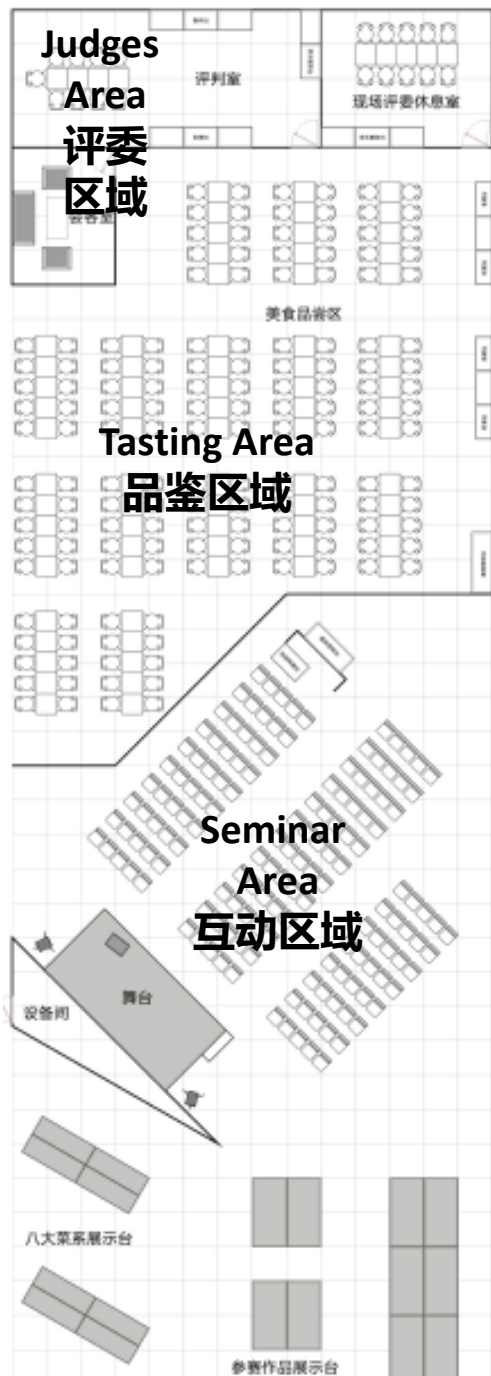 Judges
Area
评委
区域
评判室
现场评委休息室
美食品尝区
Tasting Area
品鉴区域
Seminar
Area
互动区域
舞台
设备间
八大菜系展示台
参赛作品展示台